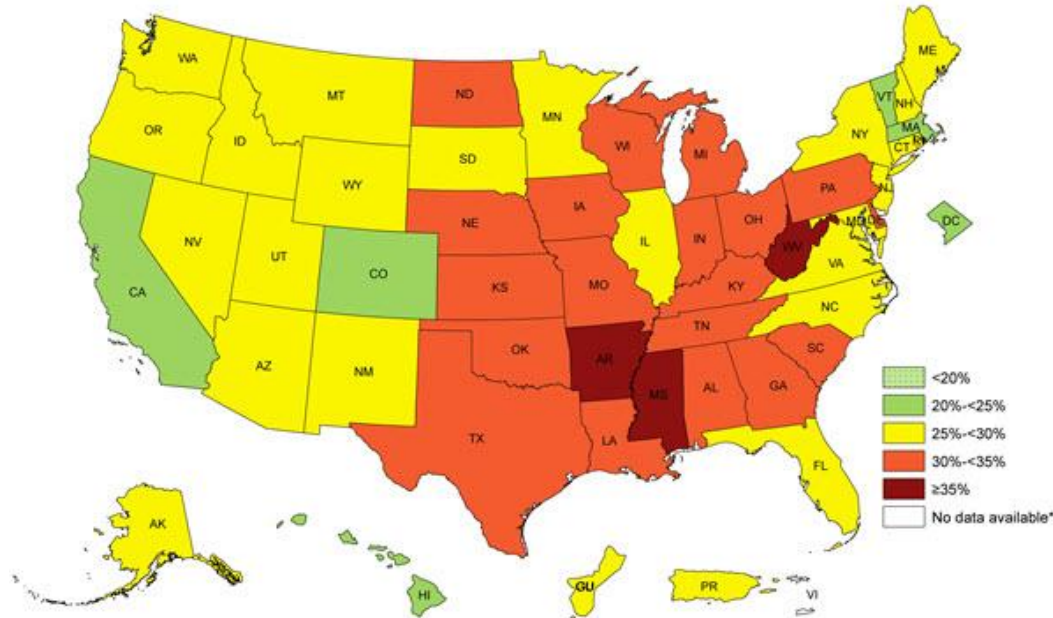 WA
MT
ND
MN
ME
VT
NH
OR
ID
SD
WI
MI
NY
MA
CT
RI
WY
NE
IA
PA
NJ
NV
UT
CO
IL
IN
OH
WV
MD
DE
DC
CA
KS
MO
KY
VA
AZ
NM
OK
AR
TN
NC
TX
LA
MS
AL
GA
SC
FL
<20%
20%-<25%
25%-<30%
30%-<35%
≥35%
No data available*
AK
HI
GU
PR
VI